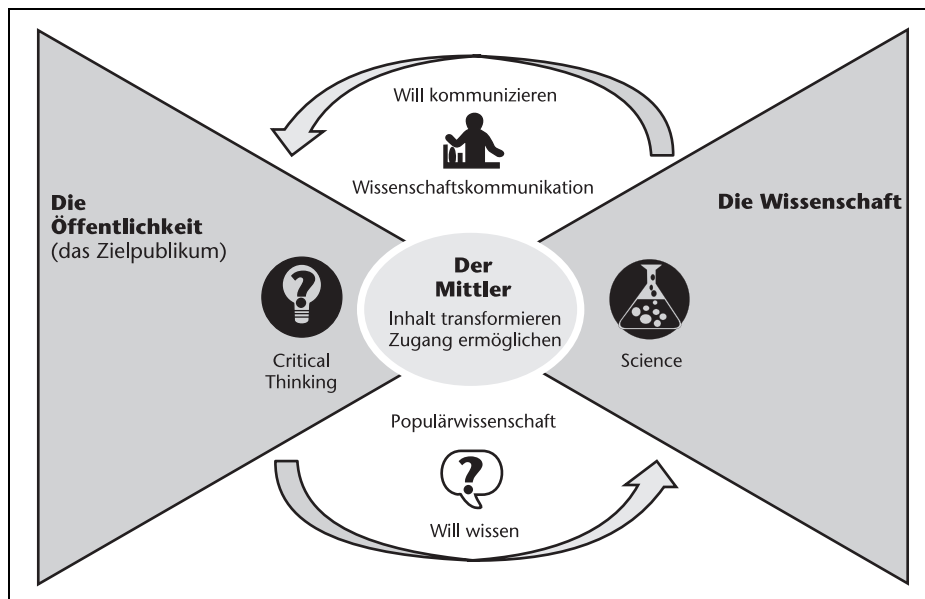 Will kommunizieren
Wissenschaftskommunikation
Die
Öffentlichkeit
(das Zielpublikum)
Die Wissenschaft
Der
Mittler
Inhalt transformieren
Zugang ermöglichen
Critical
Thinking
Science
Populärwissenschaft
Will wissen